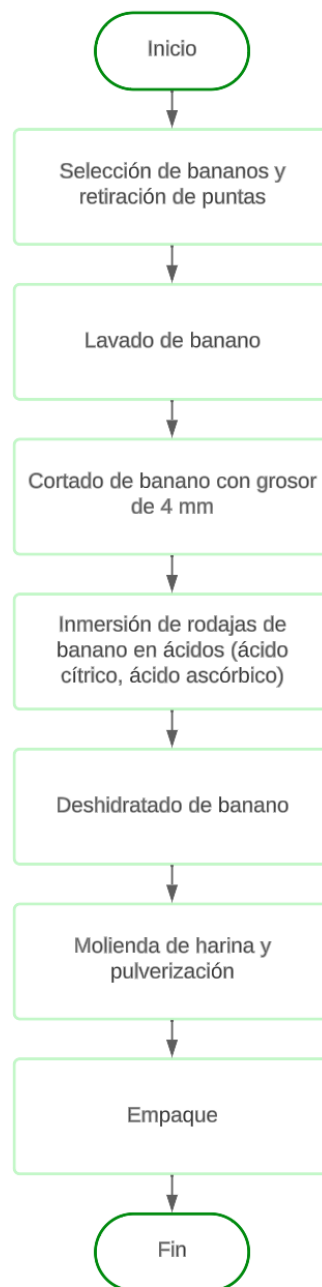 Inicio
Selección de bananos y
retiración de puntas
Lavado de banano
Cortado de banano con grosor
de 4 mm
Inmersión de rodajas de
banano en ácidos (ácido
cítrico, ácido ascórbico)
Deshidratado de banano
Molienda de harina y
pulverización
Empaque
Fin